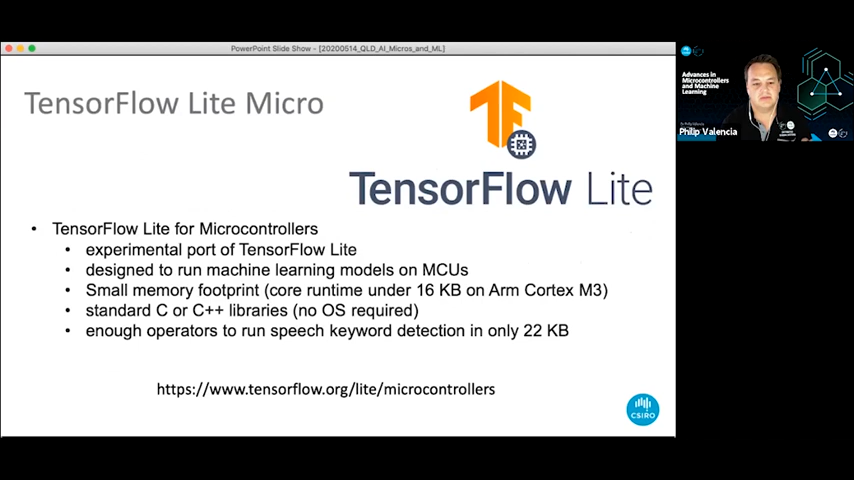 PowerPoint Slide Show - [20200514_QLD_AI_Micros_and_ML]
TensorFlow Lite Micro
TensorFlow Lite
• TensorFlow Lite for Microcontrollers
• experimental port of TensorFlow Lite
• designed to run machine learning models on MCUs
• Small memory footprint (core runtime under 16 KB on Arm Cortex M3)
• standard C or C++ libraries (no OS required)
• enough operators to run speech keyword detection in only 22 KB
https://www.tensorflow.org/lite/microcontrollers
CSIRO
Advances in
Microcontrollers
and Machine
Learning
Philip Valencia